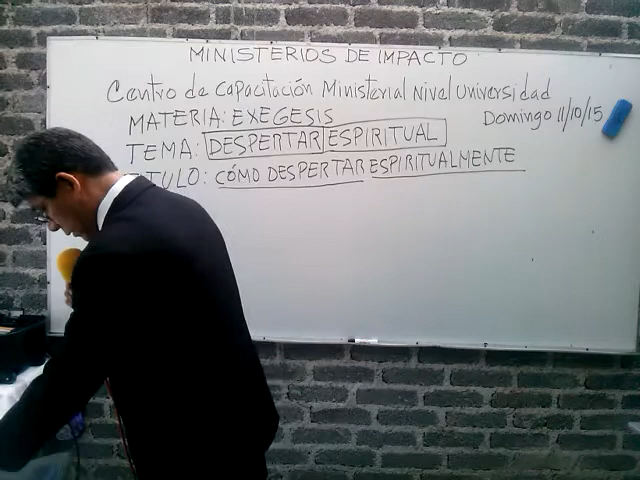 MINISTERIOS DE IMPACTO
Centro de Capacitación Ministerial Nivel Universidad
MATERIA: EXEGESIS
Domingo 11/10/15
TEMA: DESPERTAR ESPIRITUAL
TULO: CÓMO DESPERTAR ESPIRITUALMENTE